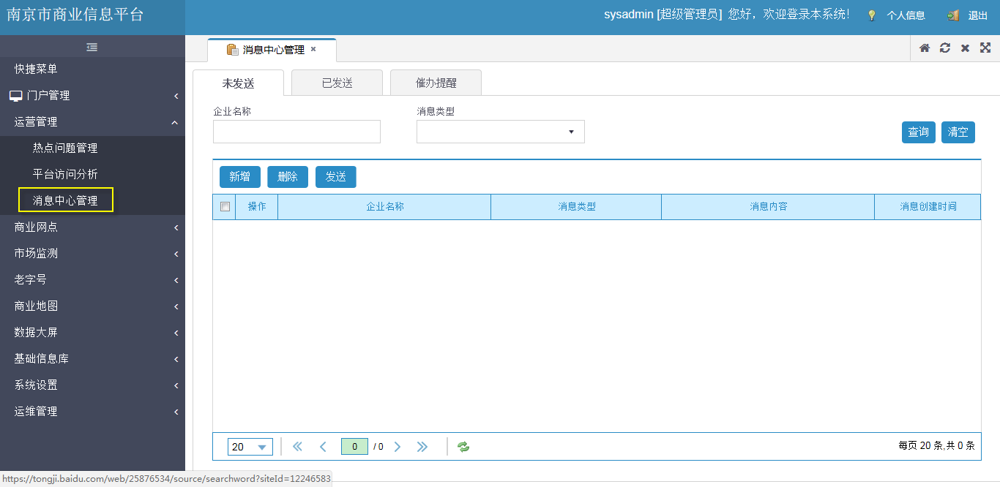 南京市商业信息平台
sysadmin [超级管理员] 您好，欢迎登录本系统! 个人信息 退出
快捷菜单
门户管理
运营管理
热点问题管理
平台访问分析
消息中心管理
商业网点
市场监测
老字号
商业地图
数据大屏
基础信息库
系统设置
运维管理
消息中心管理
未发送 已发送 催办提醒
企业名称 消息类型
查询 清空
新增 删除 发送
操作 企业名称 消息类型 消息内容 消息创建时间
20 0 / 0 每页 20 条,共 0 条
https://tongji.baidu.com/web/25876534/source/searchword?siteId=12246583